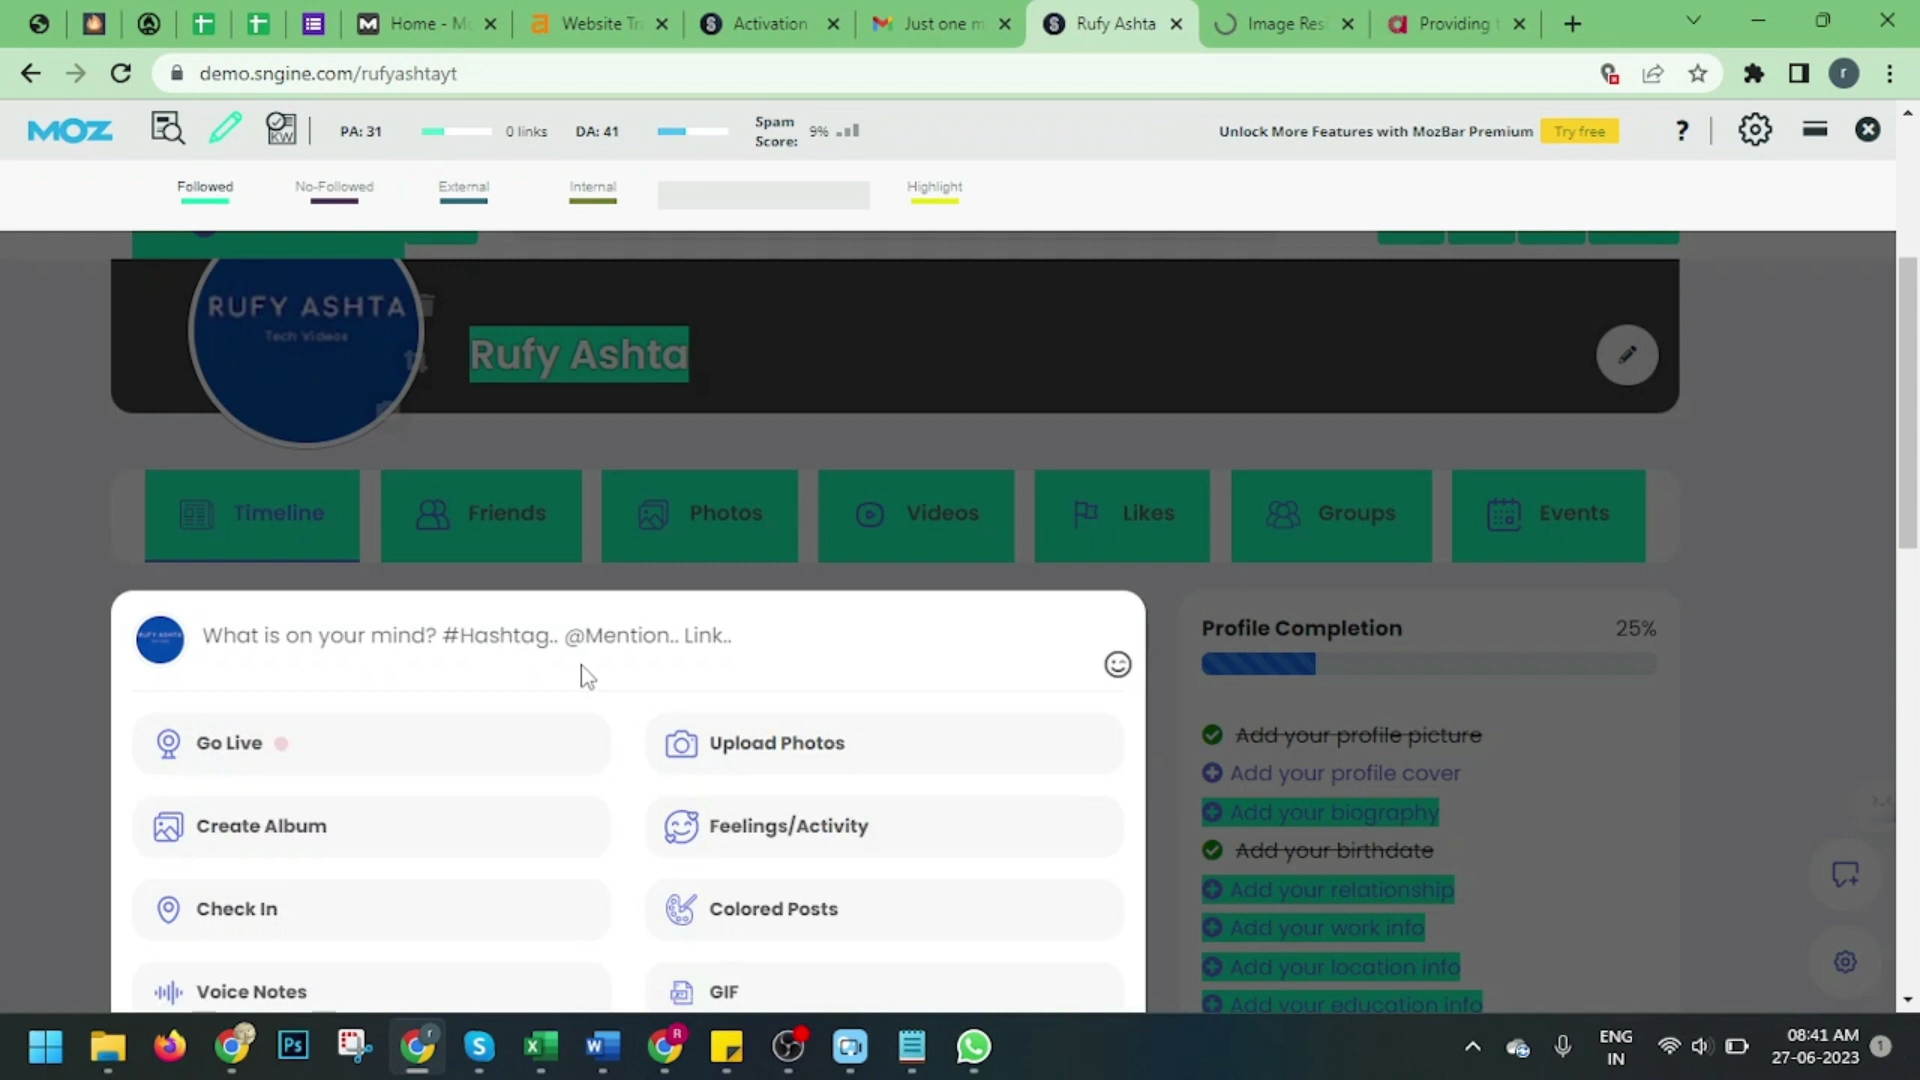 Home - Mo
Website Tr
Activation
Just one m
Rufy Ashta
Image Res
Providing t
demo.sngine.com/rufyashtayt
r
MOZ
KW
PA: 31
0 links
DA: 41
Spam Score: 9%
Unlock More Features with MozBar Premium
Try free
?
Followed
No-Followed
External
Internal
Highlight
RUFY ASHTA
Tech Videos
Rufy Ashta
Timeline
Friends
Photos
Videos
Likes
Groups
Events
What is on your mind? #Hashtag.. @Mention.. Link..
Profile Completion
25%
Go Live
Upload Photos
Create Album
Feelings/Activity
Check In
Colored Posts
Voice Notes
GIF
Add your profile picture
Add your profile cover
Add your biography
Add your birthdate
Add your relationship
Add your work info
Add your location info
Add your education info
Ps
ENG
IN
08:41 AM
27-06-2023
1